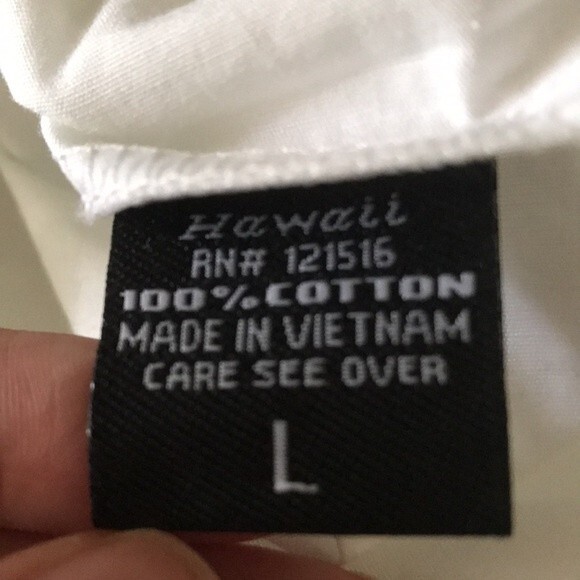 Hawaii
RN# 121516
100% COTTON
MADE IN VIETNAM
CARE SEE OVER
L